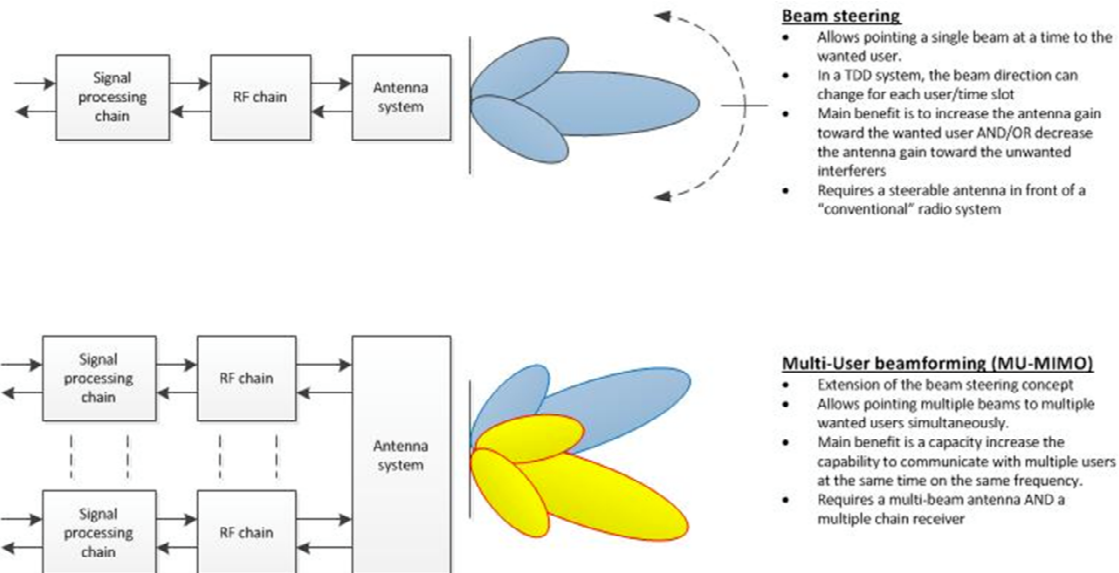 Signal
processing
chain
RF chain
Antenna
system
Beam steering
• Allows pointing a single beam at a time to the
wanted user.
• In a TDD system, the beam direction can
change for each user/time slot
• Main benefit is to increase the antenna gain
toward the wanted user AND/OR decrease
the antenna gain toward the unwanted
interferers
• Requires a steerable antenna in front of a
“conventional” radio system
Signal
processing
chain
RF chain
Antenna
system
Signal
processing
chain
RF chain
Multi-User beamforming (MU-MIMO)
• Extension of the beam steering concept
• Allows pointing multiple beams to multiple
wanted users simultaneously.
• Main benefit is a capacity increase the
capability to communicate with multiple users
at the same time on the same frequency.
• Requires a multi-beam antenna AND a
multiple chain receiver